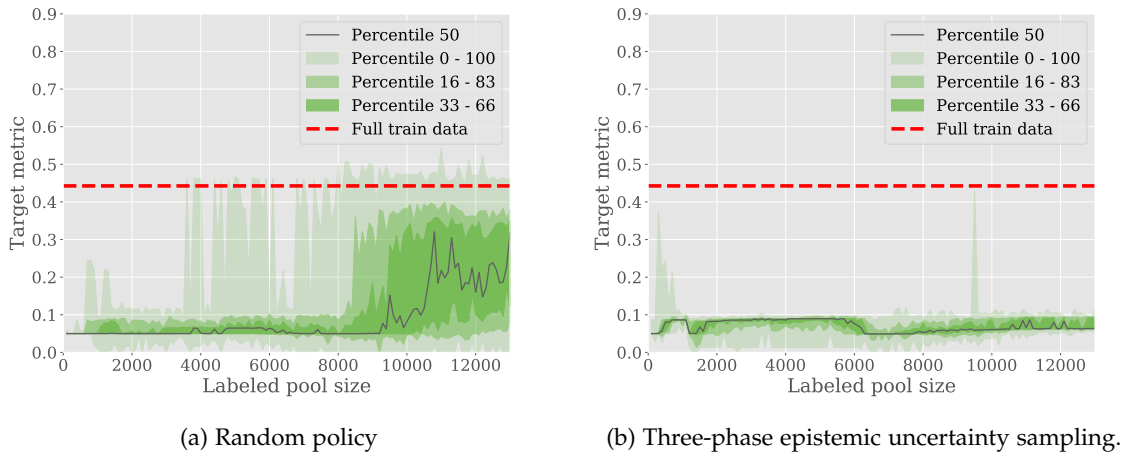 0.9
0.8
0.7
0.6
0.5
0.4
0.3
0.2
0.1
0.0
Target metric
Percentile 50
Percentile 0 - 100
Percentile 16 - 83
Percentile 33 - 66
Full train data
0 2000 4000 6000 8000 10000 12000
Labeled pool size
(a) Random policy
0.9
0.8
0.7
0.6
0.5
0.4
0.3
0.2
0.1
0.0
Target metric
Percentile 50
Percentile 0 - 100
Percentile 16 - 83
Percentile 33 - 66
Full train data
0 2000 4000 6000 8000 10000 12000
Labeled pool size
(b) Three-phase epistemic uncertainty sampling.